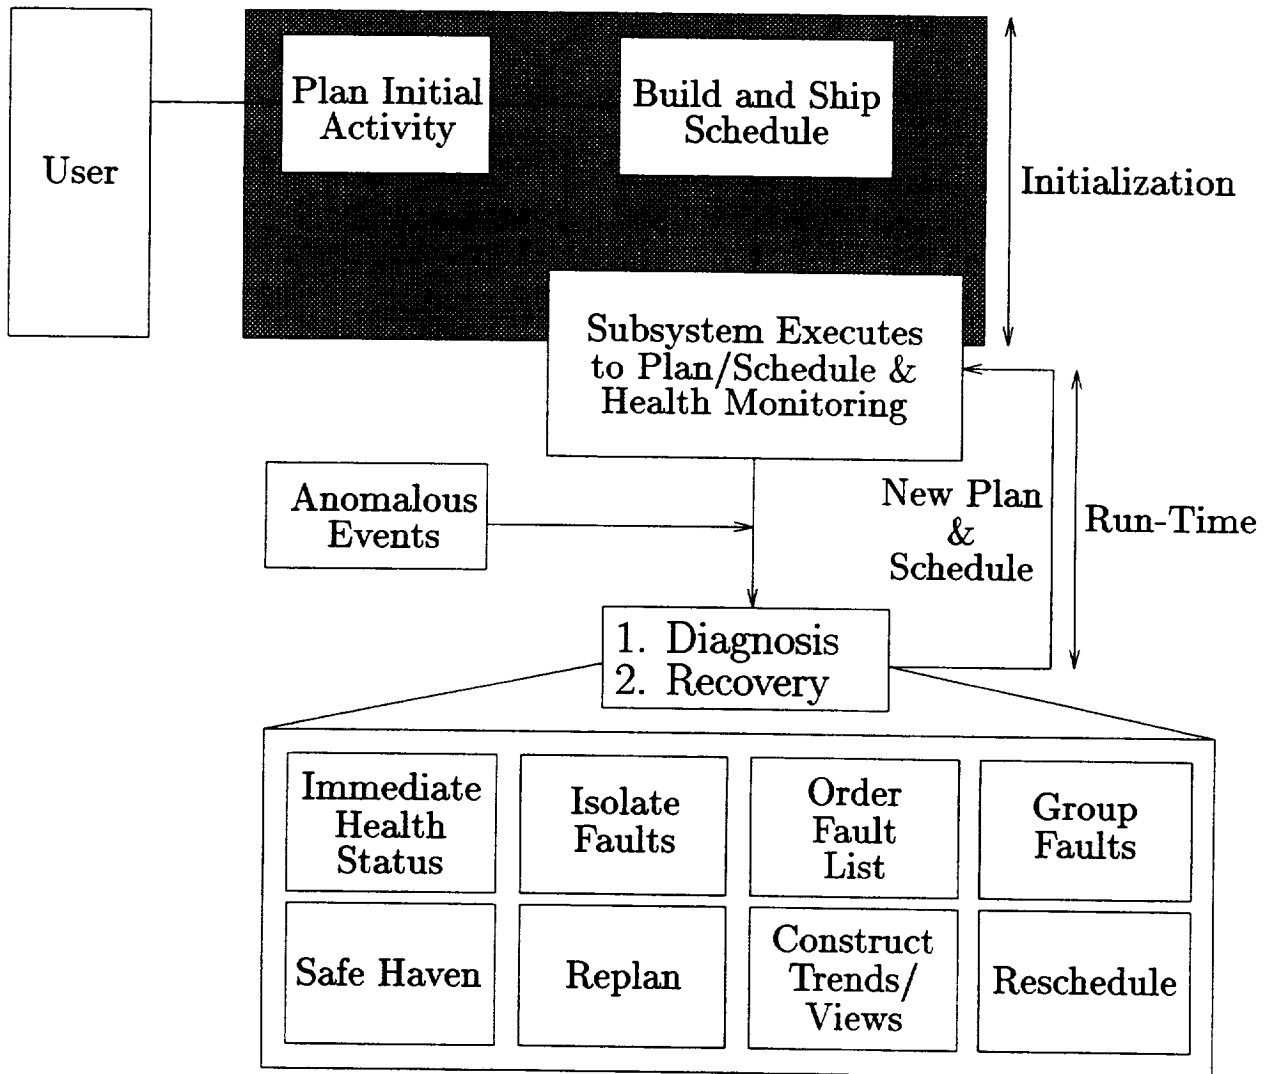 User
Plan Initial
Activity
Build and Ship
Schedule
Initialization
Subsystem Executes
to Plan/Schedule &
Health Monitoring
Anomalous
Events
New Plan
&
Schedule
Run-Time
1. Diagnosis
2. Recovery
Immediate
Health
Status
Isolate
Faults
Order
Fault
List
Group
Faults
Safe Haven
Replan
Construct
Trends/
Views
Reschedule